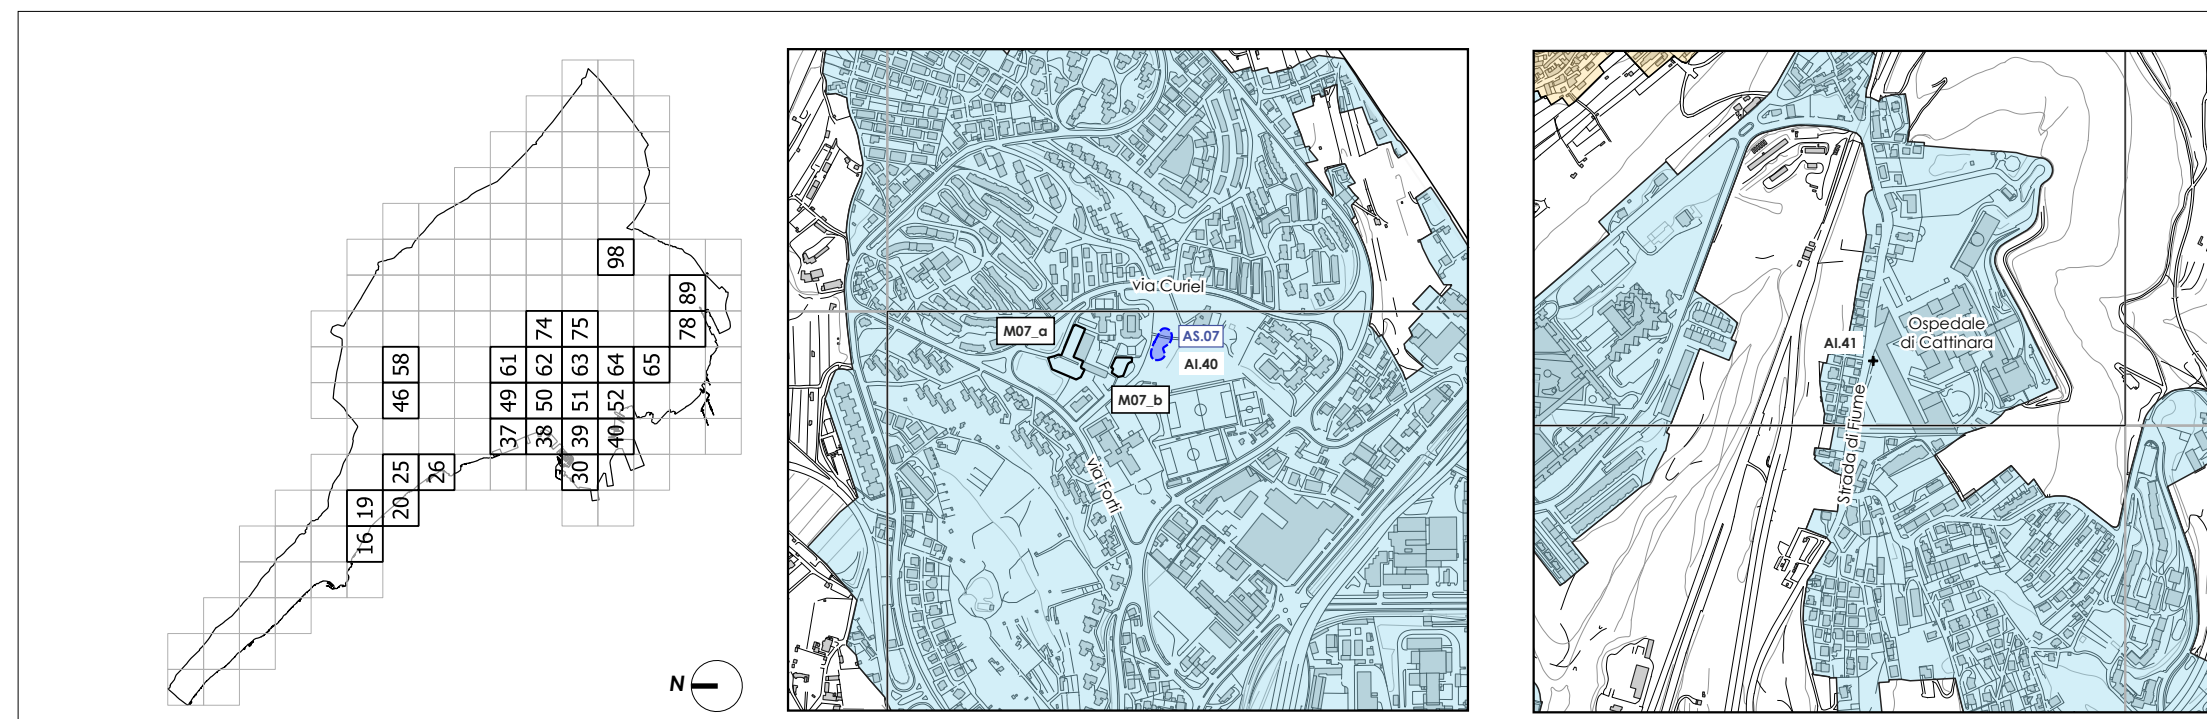 98
89
74
75
78
58
61
62
63
64
65
46
49
50
51
52
37
38
39
40
25
26
30
19
20
16
N
via Curiel
M07_a
AS.07
AI.40
M07_b
via Forti
Ospedale
di Cattinara
AI.41
Strada di Fiume